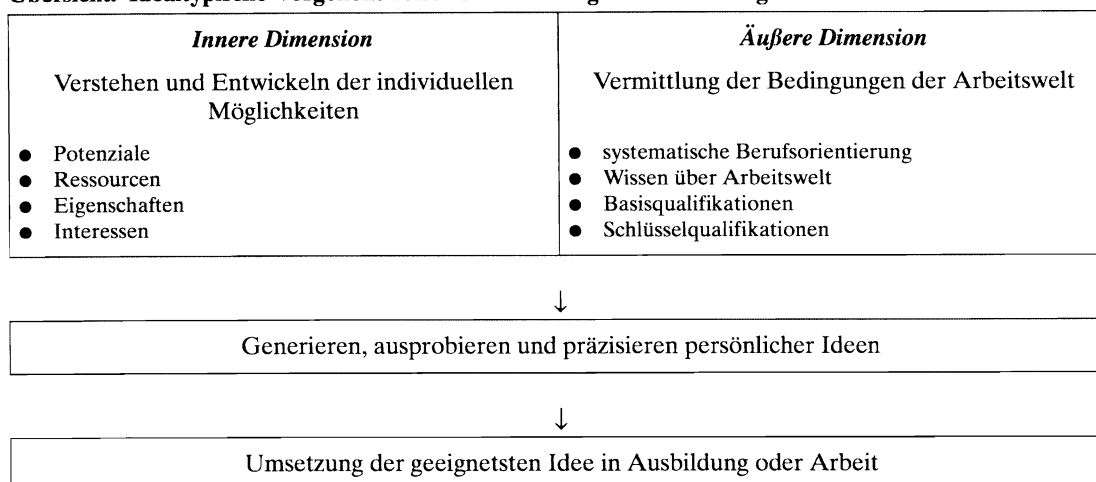 Innere Dimension
Verstehen und Entwickeln der individuellen
Möglichkeiten
● Potenziale
● Ressourcen
● Eigenschaften
● Interessen
Äußere Dimension
Vermittlung der Bedingungen der Arbeitswelt
● systematische Berufsorientierung
● Wissen über Arbeitswelt
● Basisqualifikationen
● Schlüsselqualifikationen
↓
Generieren, ausprobieren und präzisieren persönlicher Ideen
↓
Umsetzung der geeignetsten Idee in Ausbildung oder Arbeit